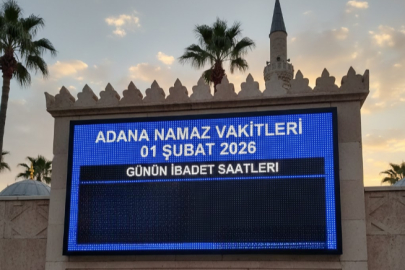 ADANA NAMAZ VAKİTLERİ
01 ŞUBAT 2026
GÜNÜN İBADET SAATLERİ